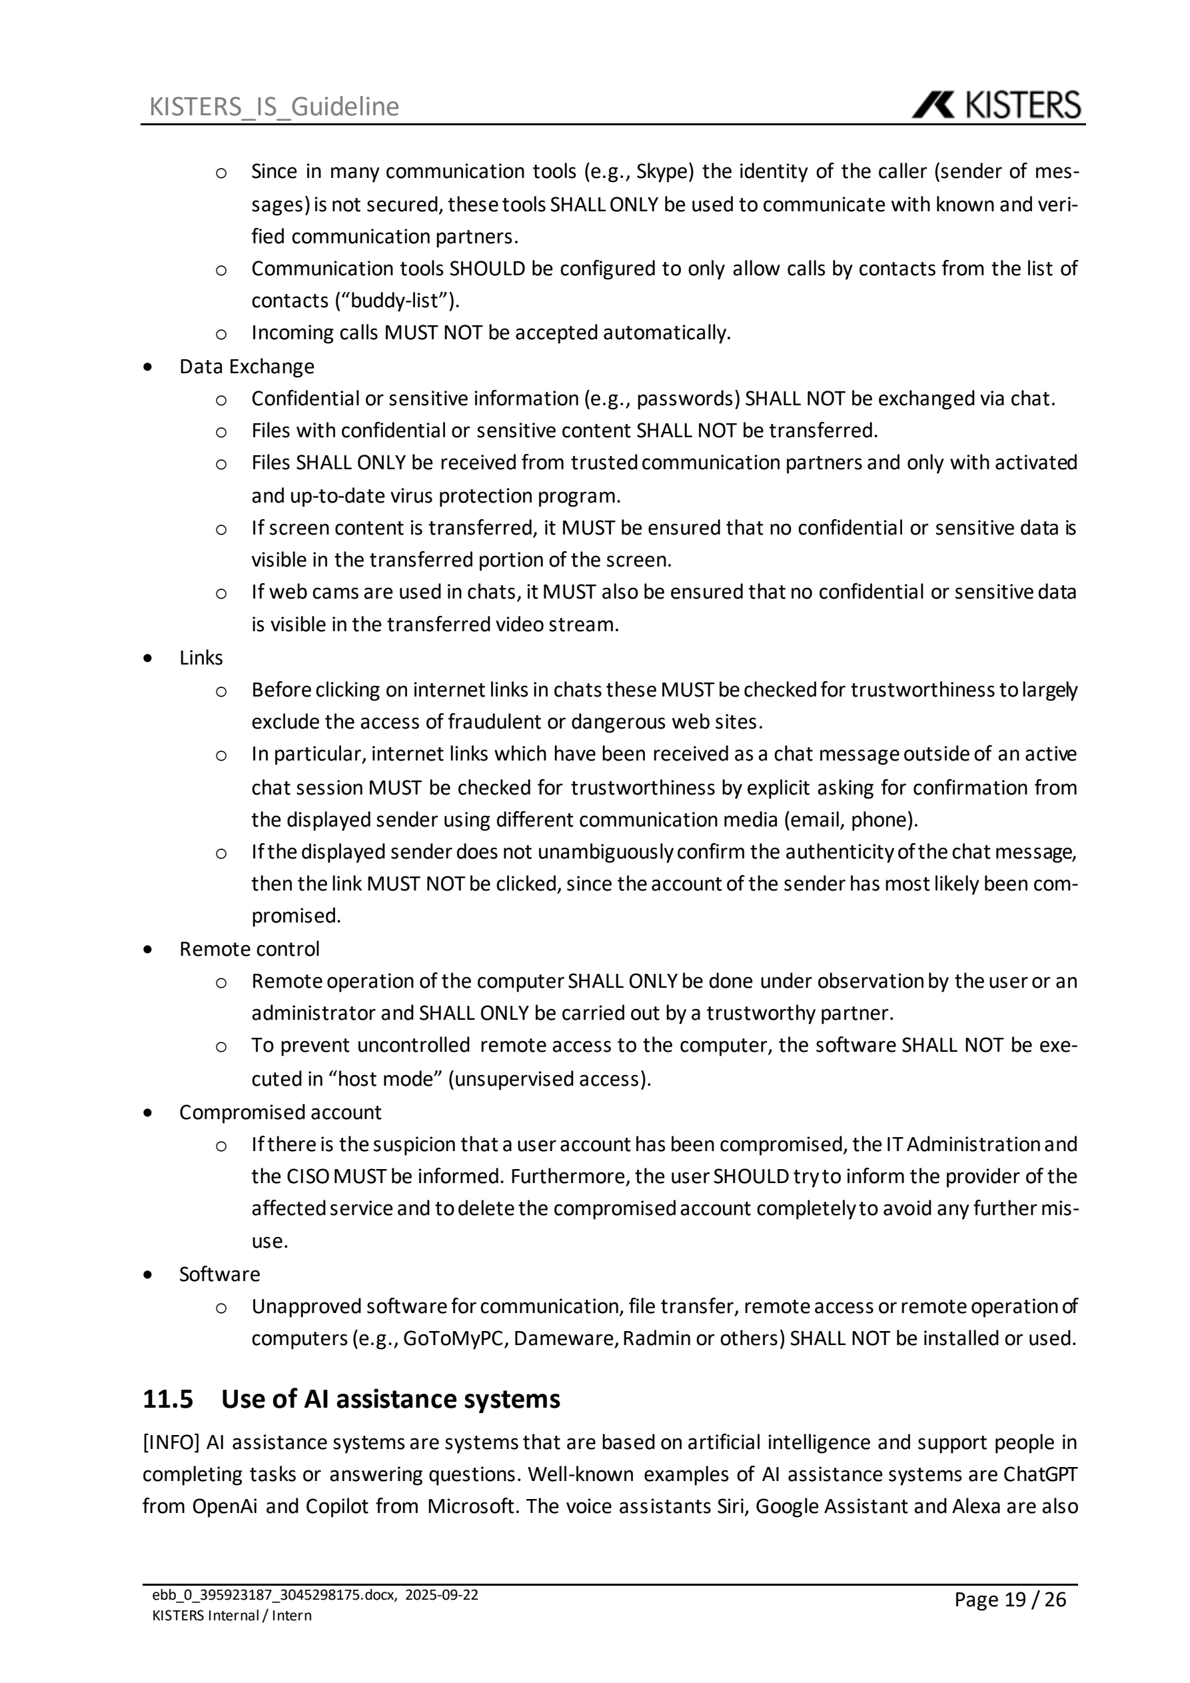 KISTERS_IS_Guideline
KISTERS
o Since in many communication tools (e.g., Skype) the identity of the caller (sender of mes-
sages) is not secured, these tools SHALL ONLY be used to communicate with known and veri-
fied communication partners.
o Communication tools SHOULD be configured to only allow calls by contacts from the list of
contacts (“buddy-list”).
o Incoming calls MUST NOT be accepted automatically.
• Data Exchange
o Confidential or sensitive information (e.g., passwords) SHALL NOT be exchanged via chat.
o Files with confidential or sensitive content SHALL NOT be transferred.
o Files SHALL ONLY be received from trusted communication partners and only with activated
and up-to-date virus protection program.
o If screen content is transferred, it MUST be ensured that no confidential or sensitive data is
visible in the transferred portion of the screen.
o If web cams are used in chats, it MUST also be ensured that no confidential or sensitive data
is visible in the transferred video stream.
• Links
o Before clicking on internet links in chats these MUST be checked for trustworthiness to largely
exclude the access of fraudulent or dangerous web sites.
o In particular, internet links which have been received as a chat message outside of an active
chat session MUST be checked for trustworthiness by explicit asking for confirmation from
the displayed sender using different communication media (email, phone).
o If the displayed sender does not unambiguously confirm the authenticity of the chat message,
then the link MUST NOT be clicked, since the account of the sender has most likely been com-
promised.
• Remote control
o Remote operation of the computer SHALL ONLY be done under observation by the user or an
administrator and SHALL ONLY be carried out by a trustworthy partner.
o To prevent uncontrolled remote access to the computer, the software SHALL NOT be exe-
cuted in “host mode” (unsupervised access).
• Compromised account
o If there is the suspicion that a user account has been compromised, the IT Administration and
the CISO MUST be informed. Furthermore, the user SHOULD try to inform the provider of the
affected service and to delete the compromised account completely to avoid any further mis-
use.
• Software
o Unapproved software for communication, file transfer, remote access or remote operation of
computers (e.g., GoToMyPC, Dameware, Radmin or others) SHALL NOT be installed or used.
11.5 Use of AI assistance systems
[INFO] AI assistance systems are systems that are based on artificial intelligence and support people in
completing tasks or answering questions. Well-known examples of AI assistance systems are ChatGPT
from OpenAi and Copilot from Microsoft. The voice assistants Siri, Google Assistant and Alexa are also
ebb_0_395923187_3045298175.docx, 2025-09-22
Page 19 / 26
KISTERS Internal / Intern